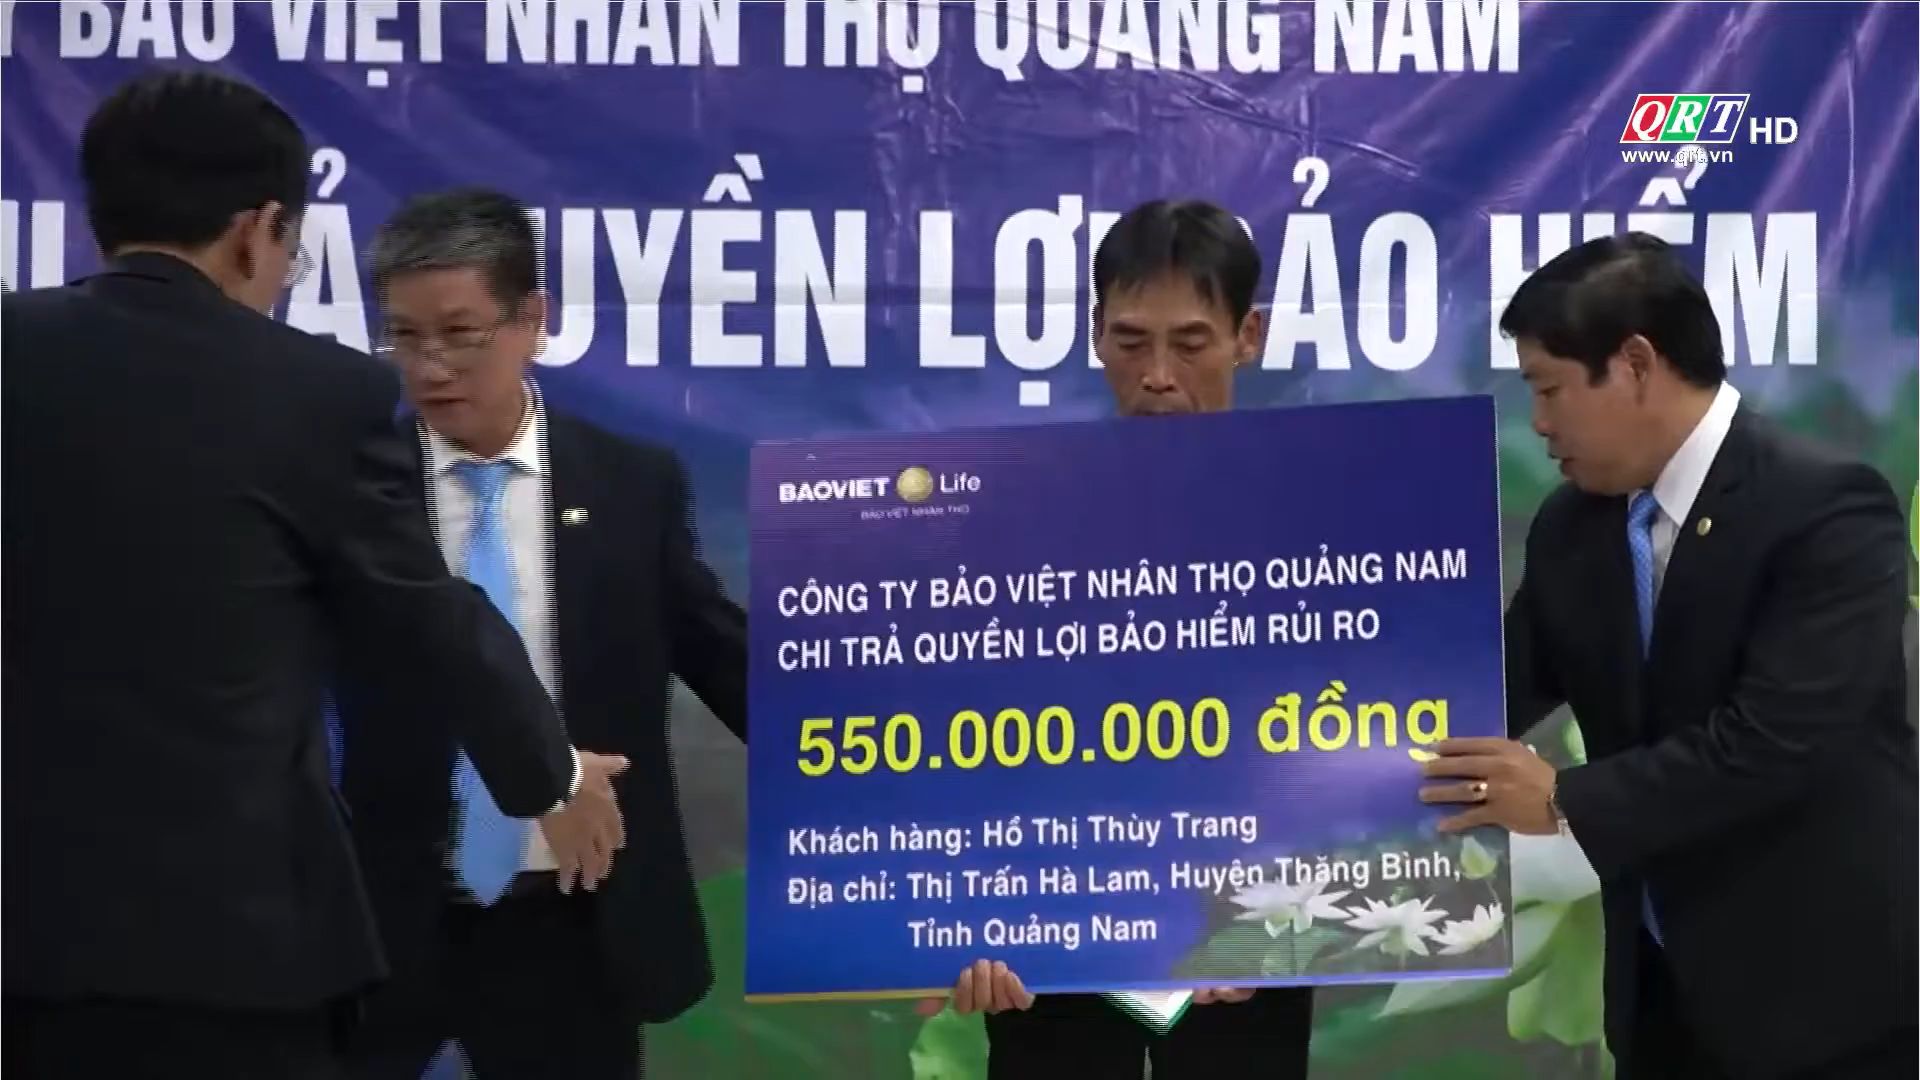 BẢO VIỆT NHÂN THỌ QUẢNG NAM
QRT HD
www.qrt.vn
QUYỀN LỢI BẢO HIỂM
BAOVIET Life
BẢO VIỆT NHÂN THỌ
CÔNG TY BẢO VIỆT NHÂN THỌ QUẢNG NAM
CHI TRẢ QUYỀN LỢI BẢO HIỂM RỦI RO
550.000.000 đồng
Khách hàng: Hồ Thị Thùy Trang
Địa chỉ: Thị Trấn Hà Lam, Huyện Thăng Bình,
Tỉnh Quảng Nam